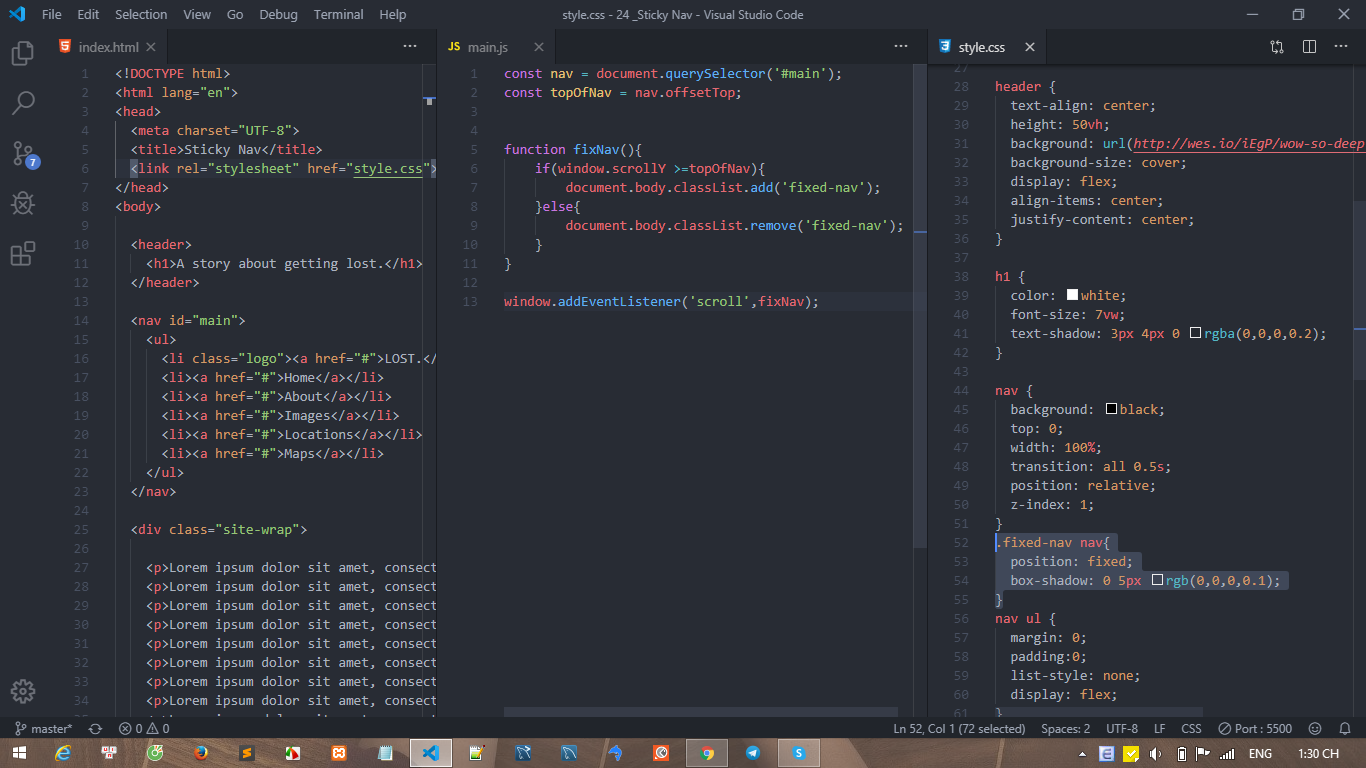 File Edit Selection View Go Debug Terminal Help
style.css - 24 _Sticky Nav - Visual Studio Code
index.html
1 <!DOCTYPE html>
2 <html lang="en">
3 <head>
4 <meta charset="UTF-8">
5 <title>Sticky Nav</title>
6 <link rel="stylesheet" href="style.css">
7 </head>
8 <body>
9
10 <header>
11 <h1>A story about getting lost.</h1>
12 </header>
13
14 <nav id="main">
15 <ul>
16 <li class="logo"><a href="#">LOST.</
17 <li><a href="#">Home</a></li>
18 <li><a href="#">About</a></li>
19 <li><a href="#">Images</a></li>
20 <li><a href="#">Locations</a></li>
21 <li><a href="#">Maps</a></li>
22 </ul>
23 </nav>
24
25 <div class="site-wrap">
26
27 <p>Lorem ipsum dolor sit amet, consect
28 <p>Lorem ipsum dolor sit amet, consect
29 <p>Lorem ipsum dolor sit amet, consect
30 <p>Lorem ipsum dolor sit amet, consect
31 <p>Lorem ipsum dolor sit amet, consect
32 <p>Lorem ipsum dolor sit amet, consect
33 <p>Lorem ipsum dolor sit amet, consect
34 <p>Lorem ipsum dolor sit amet, consect
JS main.js
1 const nav = document.querySelector('#main');
2 const topOfNav = nav.offsetTop;
3
4
5 function fixNav(){
6 if(window.scrollY >=topOfNav){
7 document.body.classList.add('fixed-nav');
8 }else{
9 document.body.classList.remove('fixed-nav');
10 }
11 }
12
13 window.addEventListener('scroll',fixNav);
style.css
27
28 header {
29 text-align: center;
30 height: 50vh;
31 background: url(http://wes.io/iEgP/wow-so-deep
32 background-size: cover;
33 display: flex;
34 align-items: center;
35 justify-content: center;
36 }
37
38 h1 {
39 color: white;
40 font-size: 7vw;
41 text-shadow: 3px 4px 0 rgba(0,0,0,0.2);
42 }
43
44 nav {
45 background: black;
46 top: 0;
47 width: 100%;
48 transition: all 0.5s;
49 position: relative;
50 z-index: 1;
51 }
52 .fixed-nav nav{
53 position: fixed;
54 box-shadow: 0 5px rgb(0,0,0,0.1);
55 }
56 nav ul {
57 margin: 0;
58 padding:0;
59 list-style: none;
60 display: flex;
61 }
7
master* 0 0 Ln 52, Col 1 (72 selected) Spaces: 2 UTF-8 LF CSS Port : 5500
ENG 1:30 CH